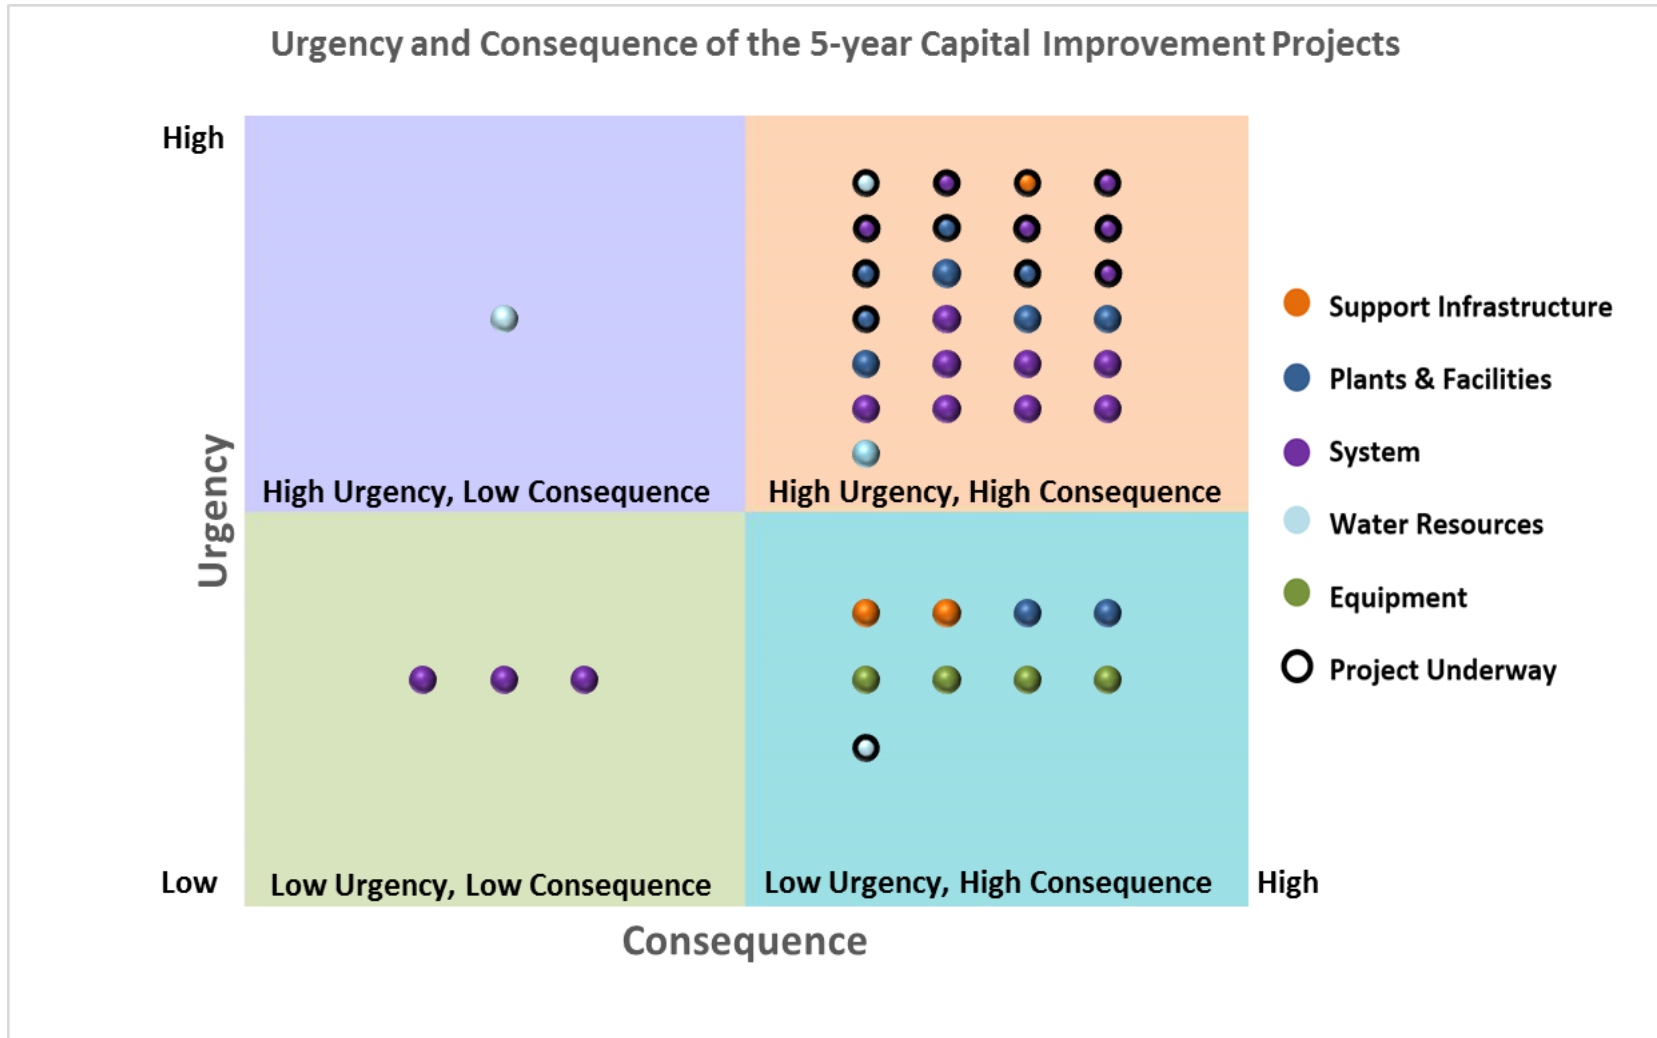 Urgency and Consequence of the 5-year Capital Improvement Projects
High
High Urgency, Low Consequence
High Urgency, High Consequence
Urgency
Low
Low Urgency, Low Consequence
Low Urgency, High Consequence
High
Consequence
Support Infrastructure
Plants & Facilities
System
Water Resources
Equipment
Project Underway